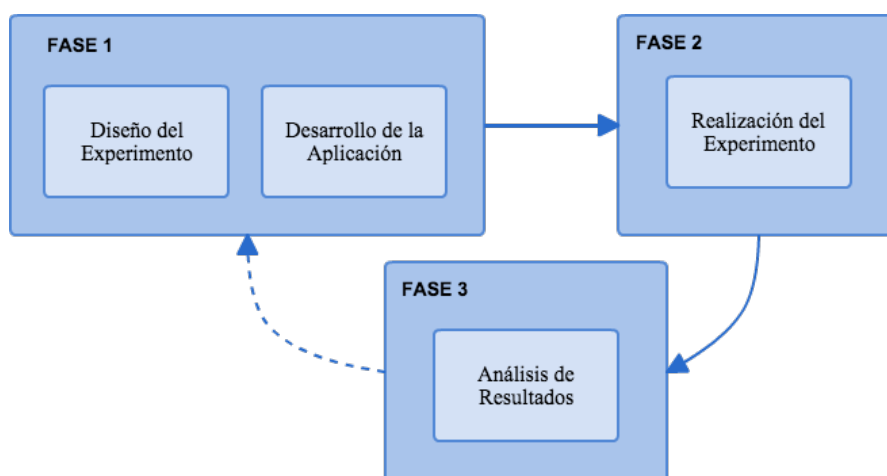 FASE 1
Diseño del
Experimento
Desarrollo de la
Aplicación
FASE 2
Realización del
Experimento
FASE 3
Análisis de
Resultados